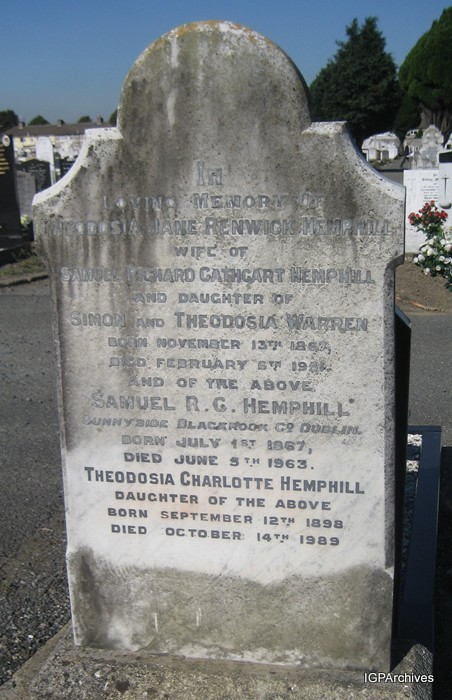 In
Loving Memory Of
Theodosia Jane Renwick Hemphill
wife of
Samuel Richard Cathcart Hemphill
and daughter of
Simon and Theodosia Warren
born November 13th
died February 6th
and of the above
Samuel R. C. Hemphill
Sunnyside Blackrock Co Dublin.
born July 1st 1867,
died June 5th 1963.
Theodosia Charlotte Hemphill
daughter of the above
born September 12th 1898
died October 14th 1989
IGPArchives